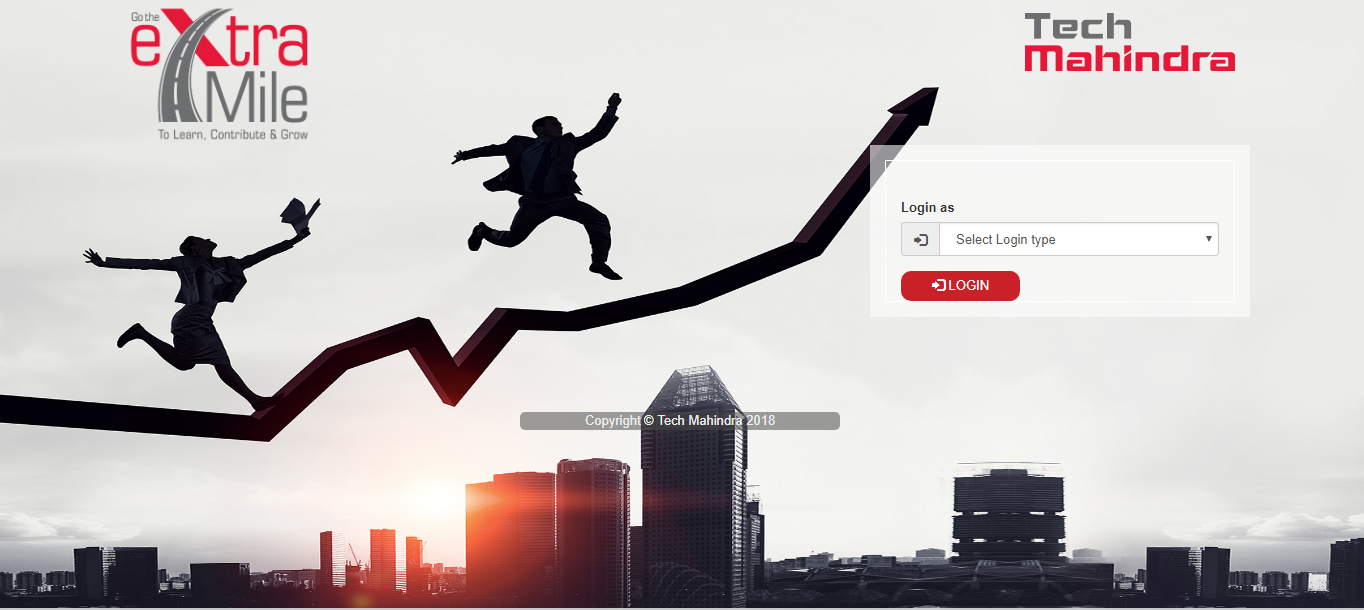 Go the
eXtra
Mile
To Learn, Contribute & Grow
Tech
Mahindra
Login as
Select Login type
LOGIN
Copyright © Tech Mahindra 2018